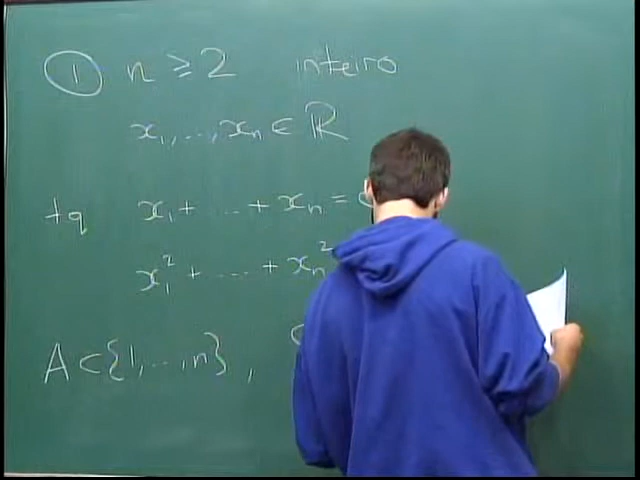 ① n ≥ 2 inteiro
x₁,...,xₙ ∈ ℝ
tq x₁ + ... + xₙ =
x₁² + ... + xₙ²
A ⊂ {1,...,n},